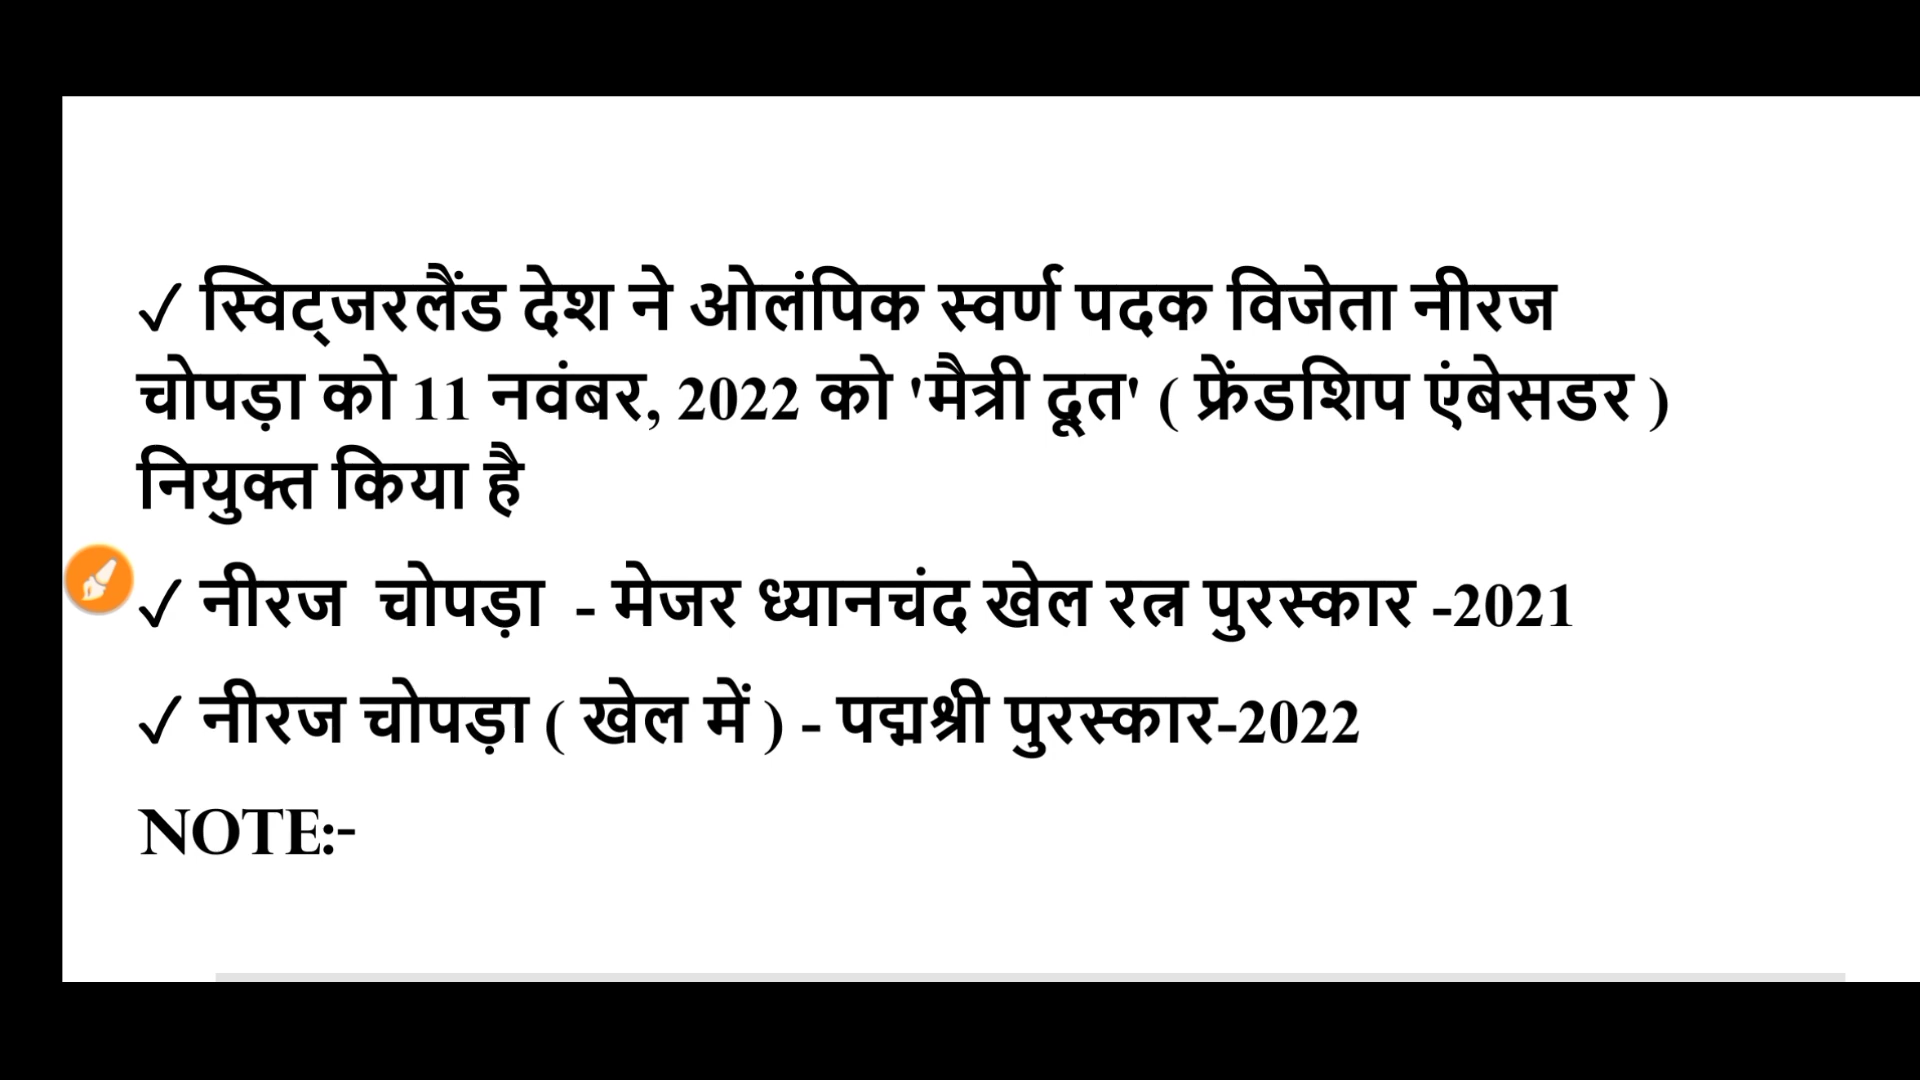 ✓ स्विट्जरलैंड देश ने ओलंपिक स्वर्ण पदक विजेता नीरज
चोपड़ा को 11 नवंबर, 2022 को 'मैत्री दूत' ( फ्रेंडशिप एंबेसडर )
नियुक्त किया है
✓ नीरज चोपड़ा - मेजर ध्यानचंद खेल रत्न पुरस्कार -2021
✓ नीरज चोपड़ा ( खेल में ) - पद्मश्री पुरस्कार-2022
NOTE:-